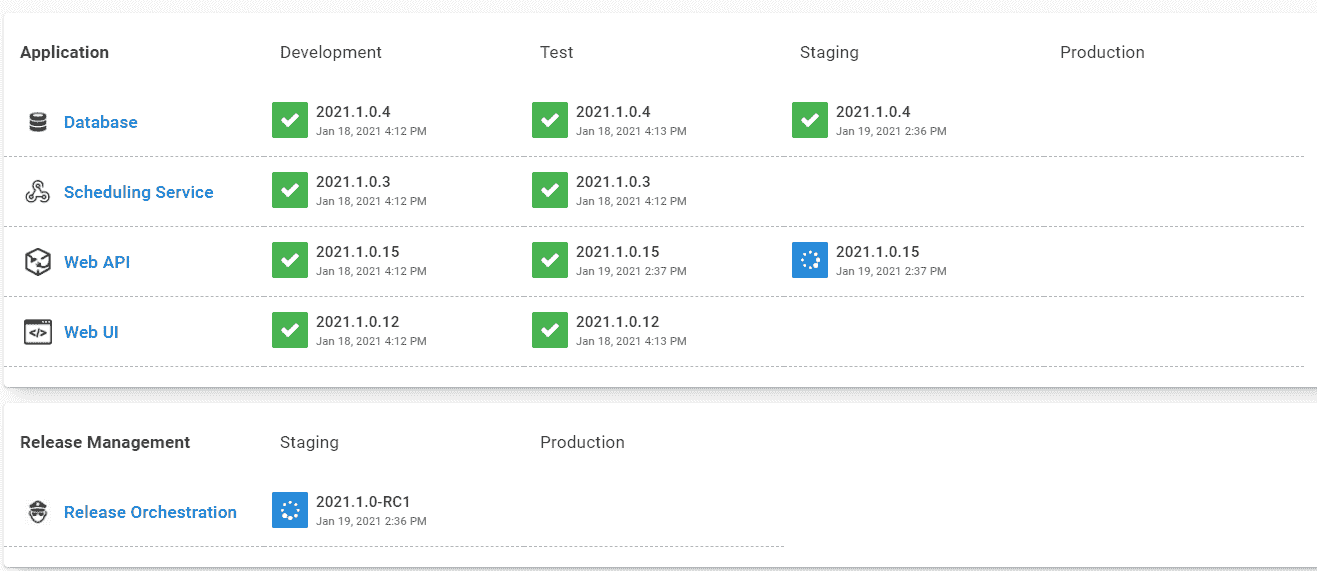 Application Development Test Staging Production
Database 2021.1.0.4 2021.1.0.4 2021.1.0.4
Jan 18, 2021 4:12 PM Jan 18, 2021 4:13 PM Jan 19, 2021 2:36 PM
Scheduling Service 2021.1.0.3 2021.1.0.3
Jan 18, 2021 4:12 PM Jan 18, 2021 4:12 PM
Web API 2021.1.0.15 2021.1.0.15 2021.1.0.15
Jan 18, 2021 4:12 PM Jan 19, 2021 2:37 PM Jan 19, 2021 2:37 PM
Web UI 2021.1.0.12 2021.1.0.12
Jan 18, 2021 4:12 PM Jan 18, 2021 4:13 PM
Release Management Staging Production
Release Orchestration 2021.1.0-RC1
Jan 19, 2021 2:36 PM